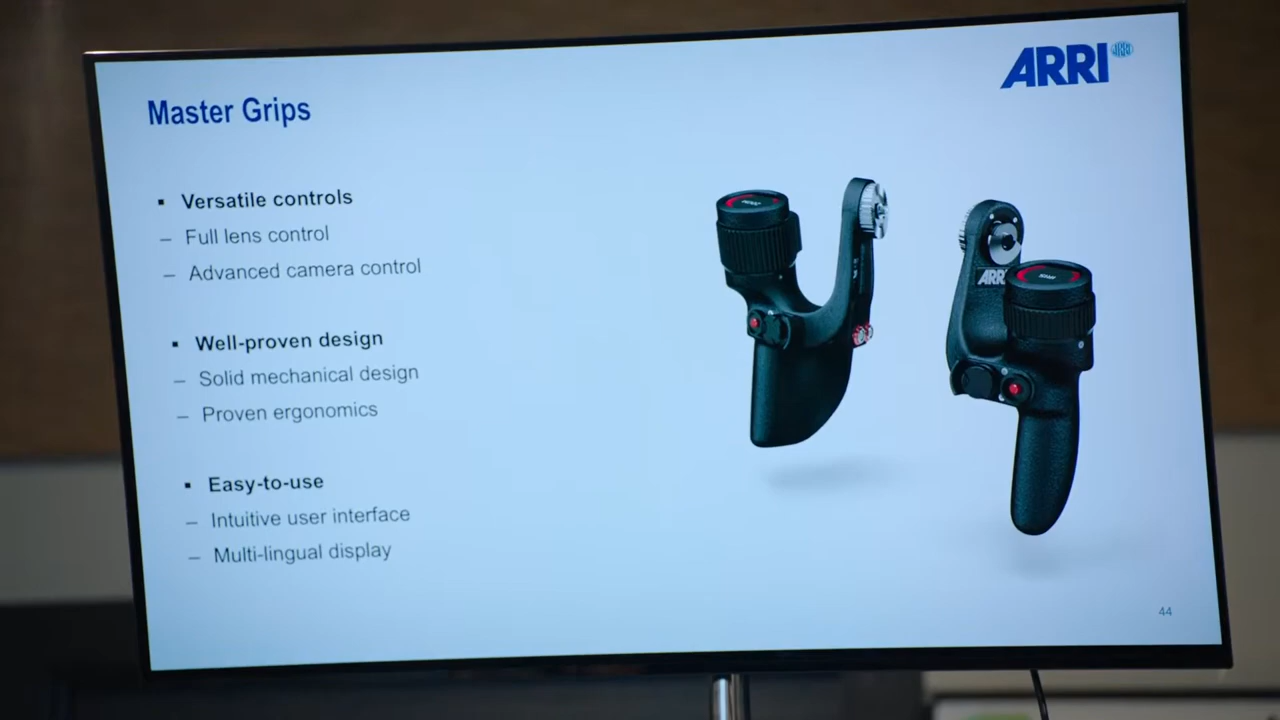 ARRI
Master Grips
▪ Versatile controls
– Full lens control
– Advanced camera control
▪ Well-proven design
– Solid mechanical design
– Proven ergonomics
▪ Easy-to-use
– Intuitive user interface
– Multi-lingual display
ARRI
44